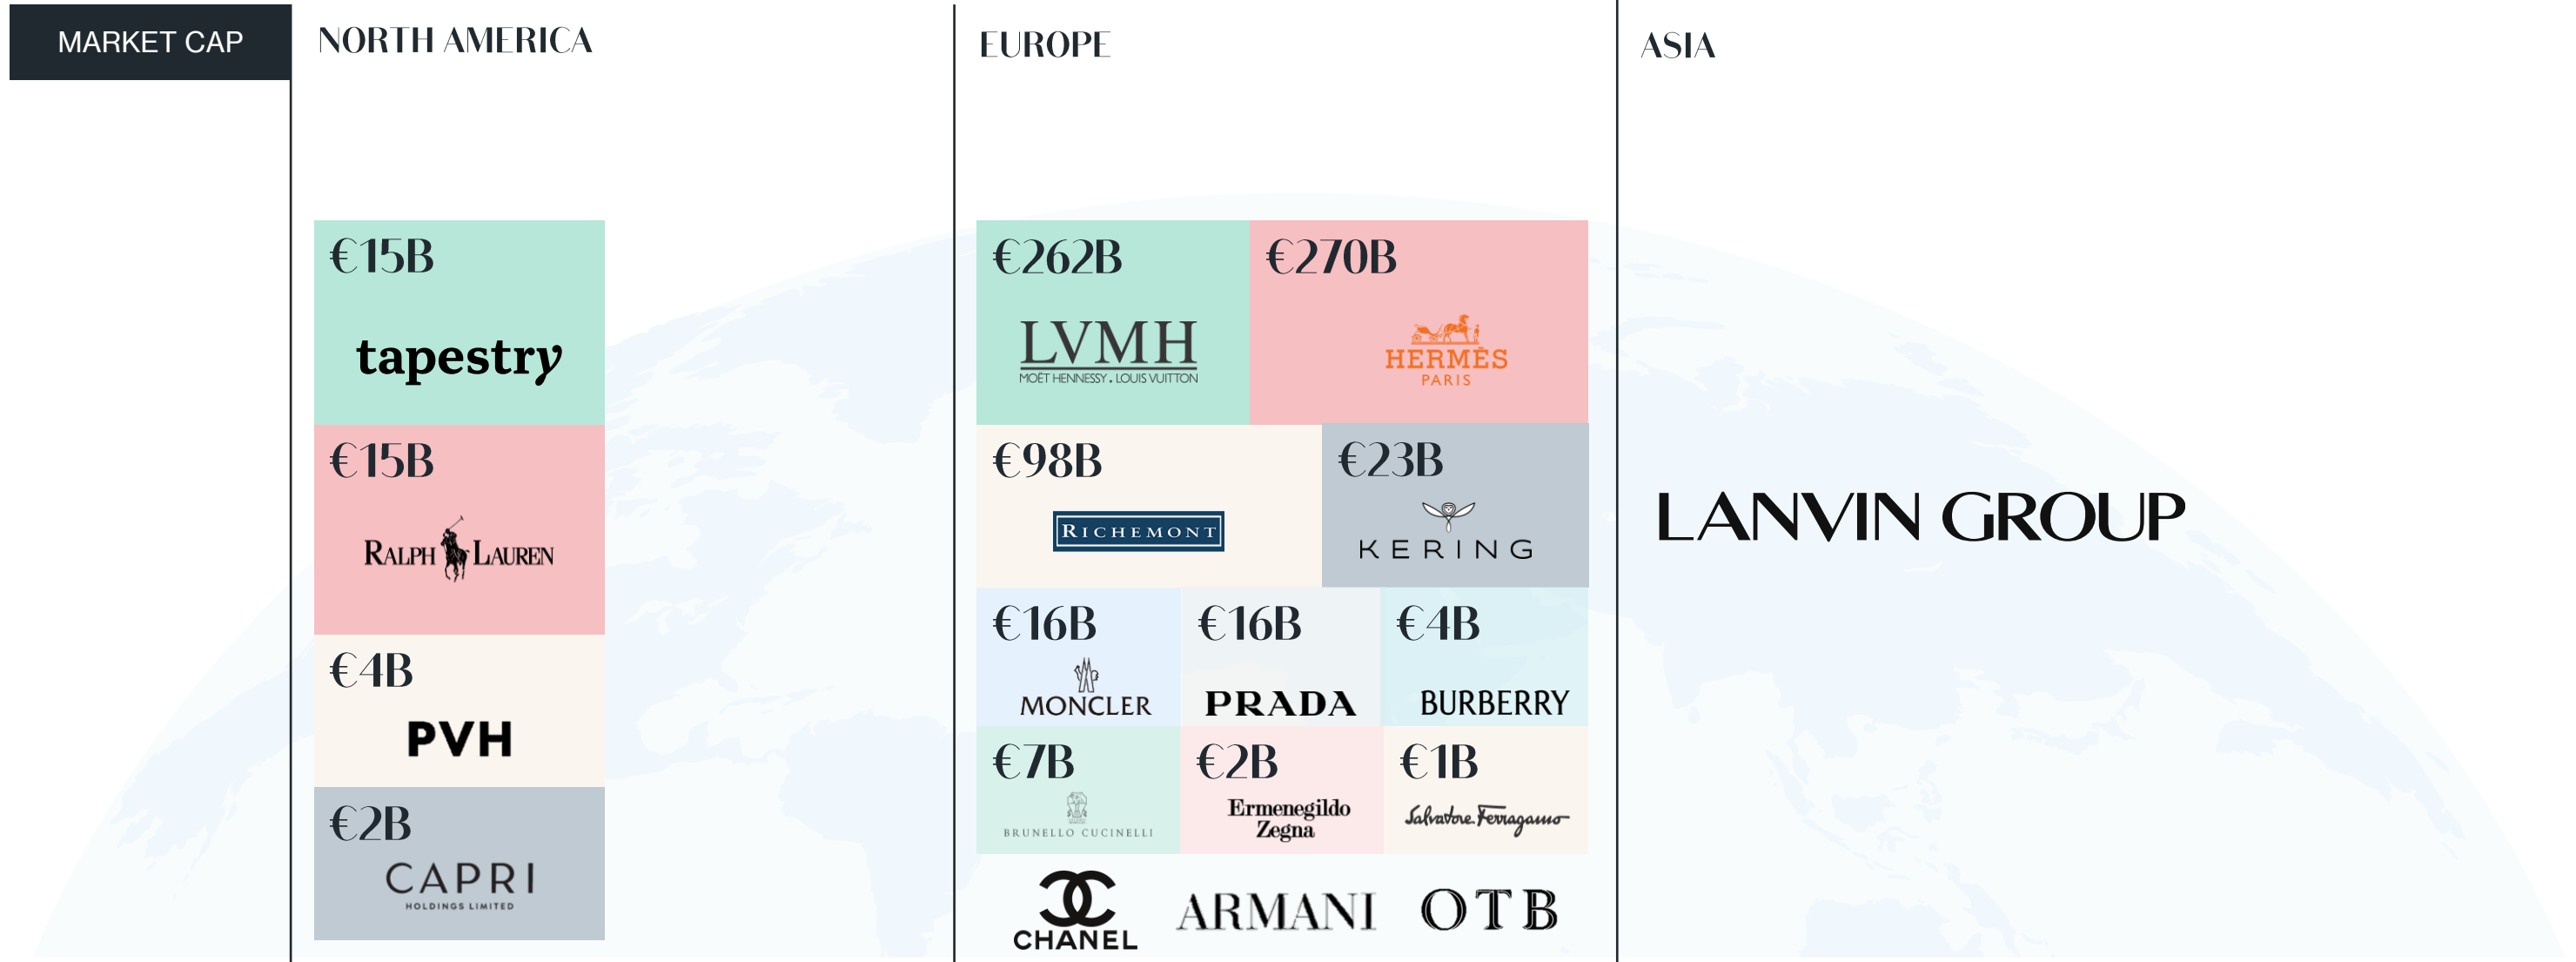 MARKET CAP
NORTH AMERICA
€15B
tapestry
€15B
RALPH LAUREN
€4B
PVH
€2B
CAPRI
HOLDINGS LIMITED
EUROPE
€262B
LVMH
MOËT HENNESSY . LOUIS VUITTON
€270B
HERMÈS
PARIS
€98B
RICHEMONT
€23B
KERING
€16B
MONCLER
€16B
PRADA
€4B
BURBERRY
€7B
BRUNELLO CUCINELLI
€2B
Ermenegildo
Zegna
€1B
Salvatore Ferragamo
CHANEL
ARMANI
OTB
ASIA
LANVIN GROUP